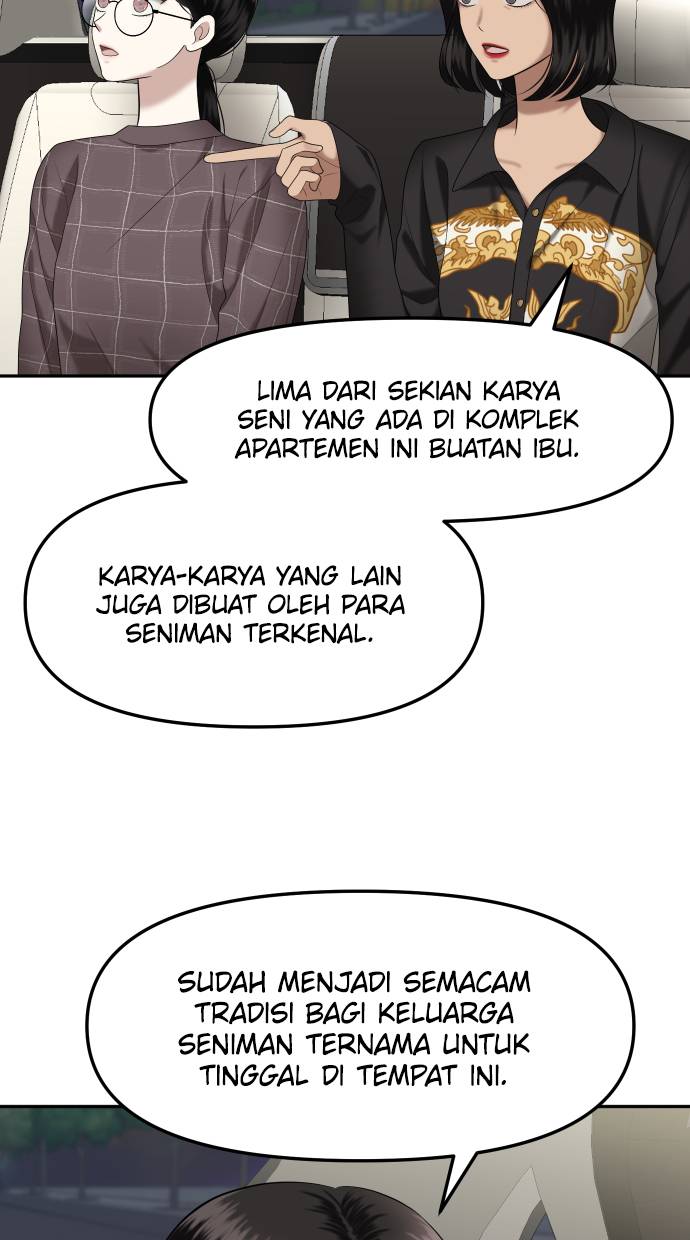 LIMA DARI SEKIAN KARYA
SENI YANG ADA DI KOMPLEK
APARTEMEN INI BUATAN IBU.
KARYA-KARYA YANG LAIN
JUGA DIBUAT OLEH PARA
SENIMAN TERKENAL.
SUDAH MENJADI SEMACAM
TRADISI BAGI KELUARGA
SENIMAN TERNAMA UNTUK
TINGGAL DI TEMPAT INI.